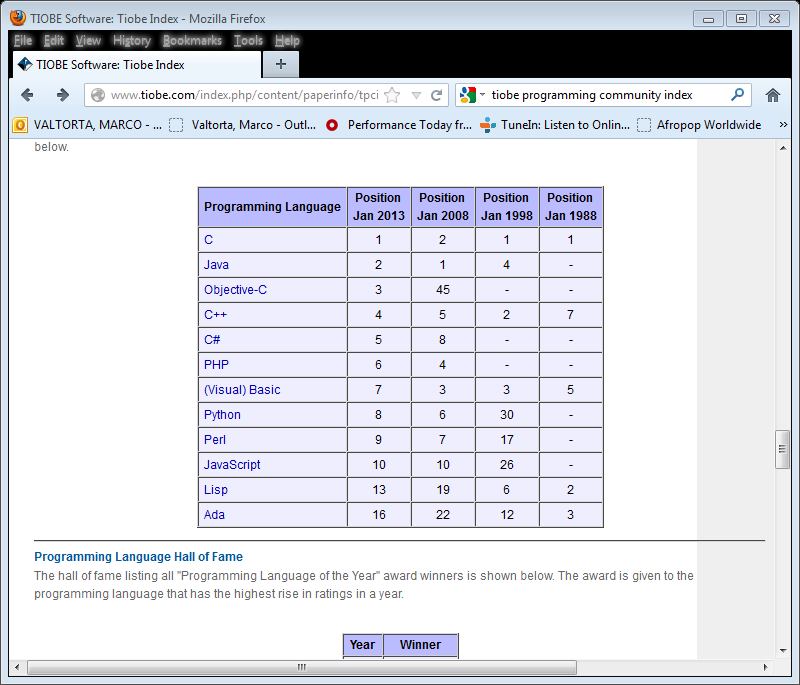 TIOBE Software: Tiobe Index - Mozilla Firefox
File Edit View History Bookmarks Tools Help
TIOBE Software: Tiobe Index +
www.tiobe.com/index.php/content/paperinfo/tpci tiobe programming community index
VALTORTA, MARCO - ... Valtorta, Marco - Outl... Performance Today fr... TuneIn: Listen to Onlin... Afropop Worldwide »
below.
Programming Language Position Jan 2013 Position Jan 2008 Position Jan 1998 Position Jan 1988
C 1 2 1 1
Java 2 1 4 -
Objective-C 3 45 - -
C++ 4 5 2 7
C# 5 8 - -
PHP 6 4 - -
(Visual) Basic 7 3 3 5
Python 8 6 30 -
Perl 9 7 17 -
JavaScript 10 10 26 -
Lisp 13 19 6 2
Ada 16 22 12 3
Programming Language Hall of Fame
The hall of fame listing all "Programming Language of the Year" award winners is shown below. The award is given to the
programming language that has the highest rise in ratings in a year.
Year Winner